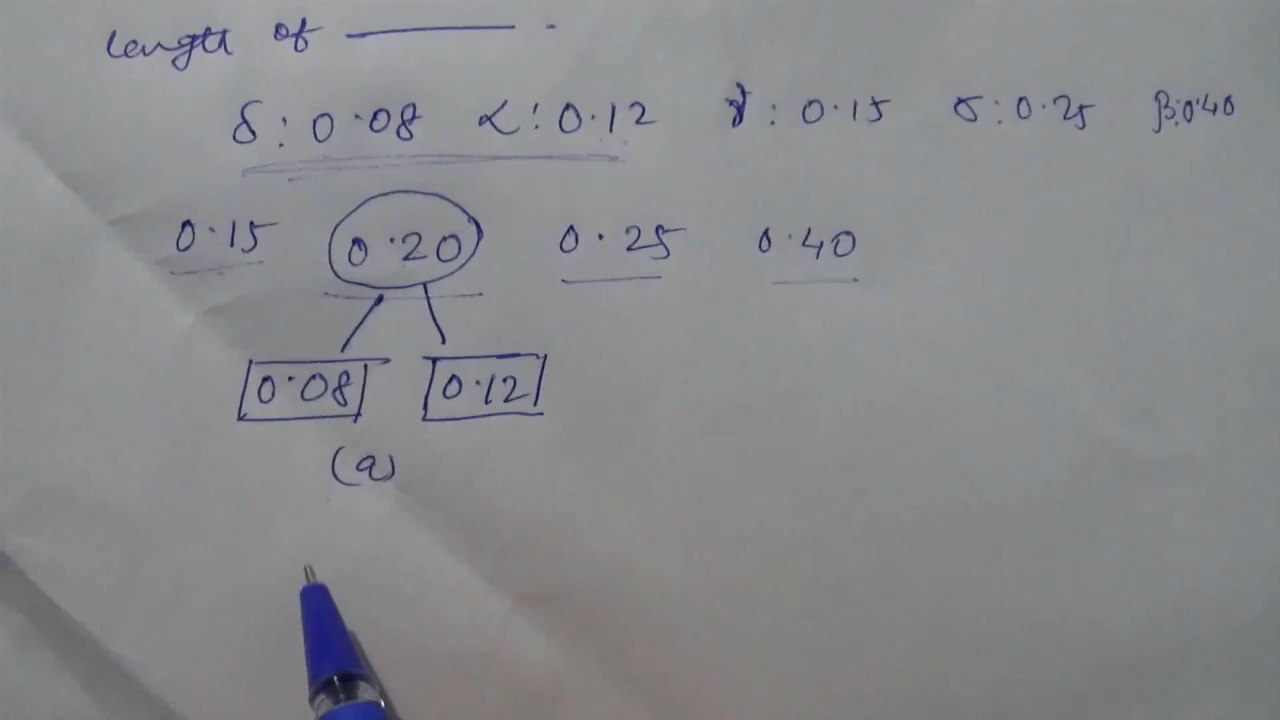 length of ______ .
δ : 0.08 α : 0.12 γ : 0.15 σ : 0.25 β : 0.40
0.15 0.20 0.25 0.40
0.08 0.12
(a)